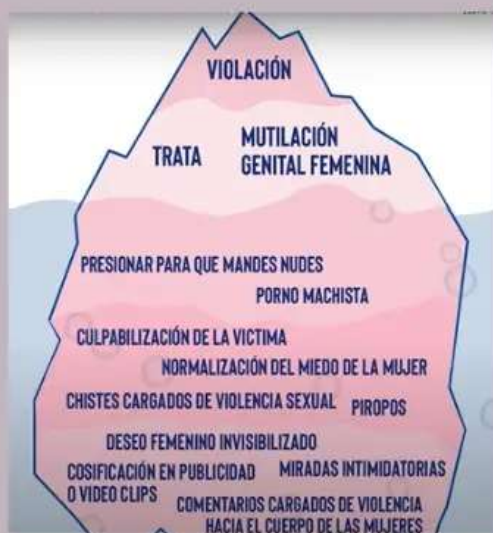 VIOLACIÓN
TRATA
MUTILACIÓN
GENITAL FEMENINA
PRESIONAR PARA QUE MANDES NUDES
PORNO MACHISTA
CULPABILIZACIÓN DE LA VICTIMA
NORMALIZACIÓN DEL MIEDO DE LA MUJER
CHISTES CARGADOS DE VIOLENCIA SEXUAL
PIROPOS
DESEO FEMENINO INVISIBILIZADO
COSIFICACIÓN EN PUBLICIDAD
O VIDEO CLIPS
MIRADAS INTIMIDATORIAS
COMENTARIOS CARGADOS DE VIOLENCIA
HACIA EL CUERPO DE LAS MUJERES